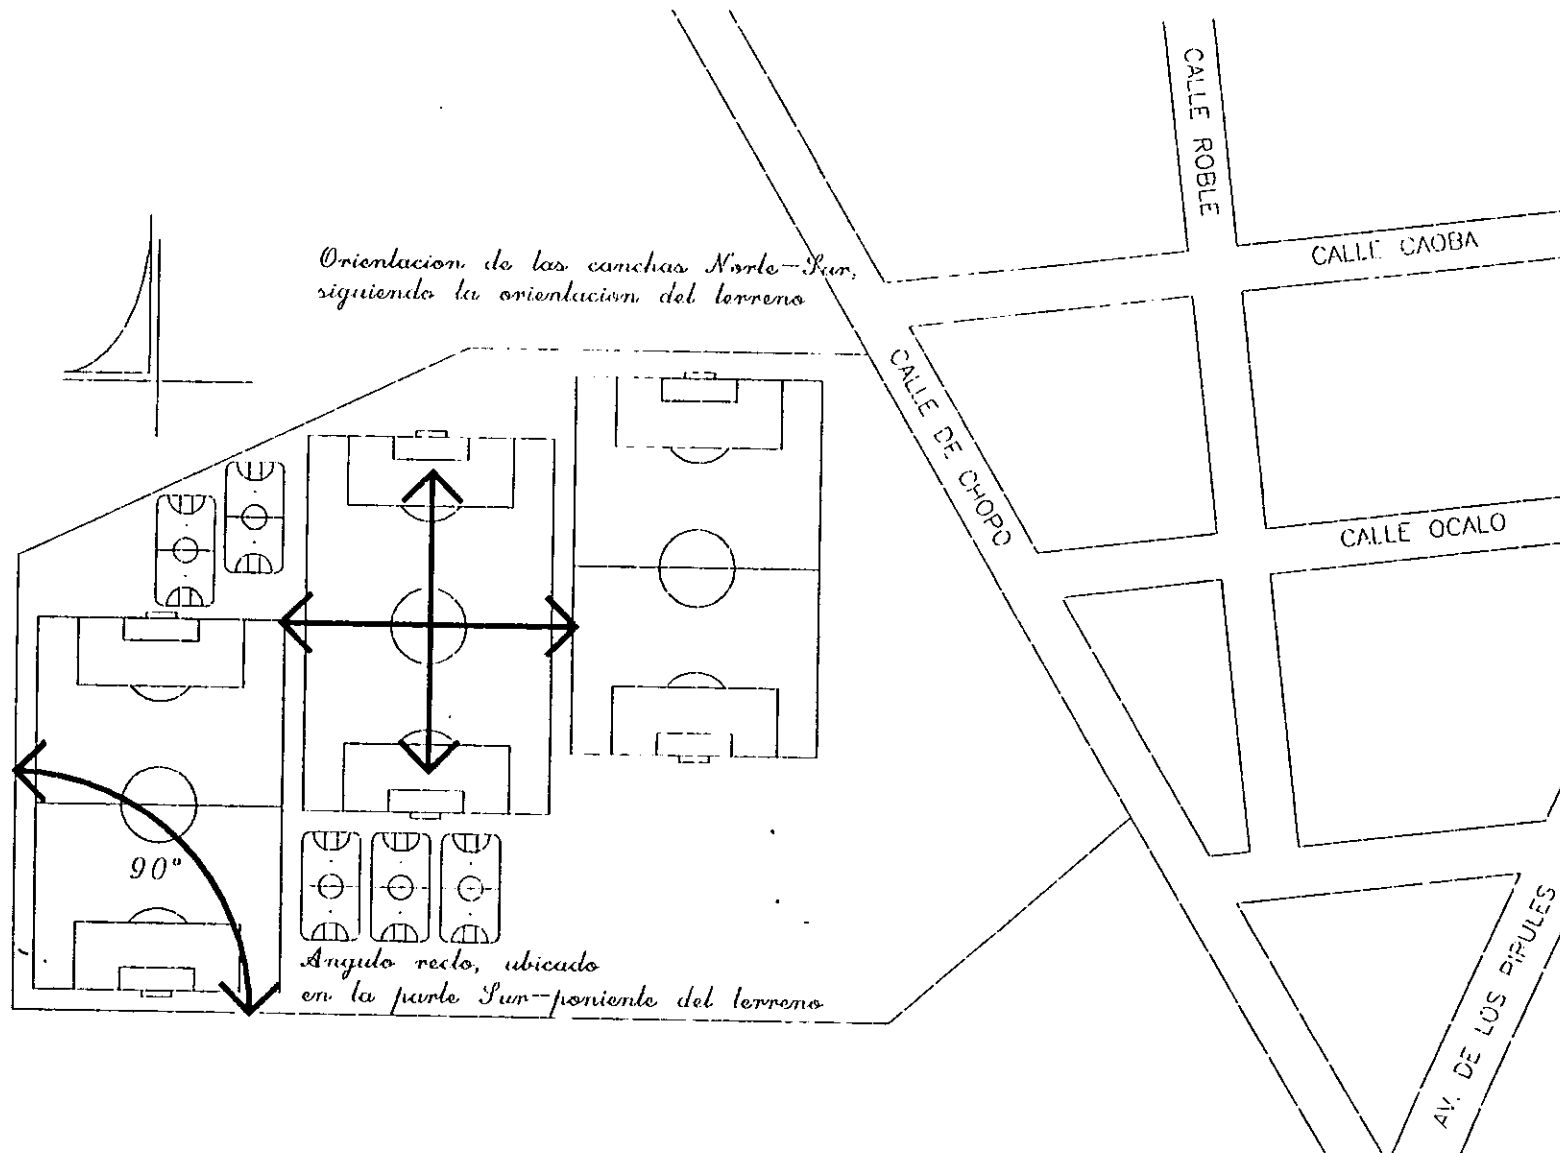 CALLE ROBLE
CALLE CAOBA
Orientacion de las canchas Norte-Sur,
siguiendo la orientacion del terreno
CALLE DE CHOPO
CALLE OCALO
90°
Angulo recto, ubicado
en la parte Sur-poniente del terreno
AV. DE LOS PIRULES